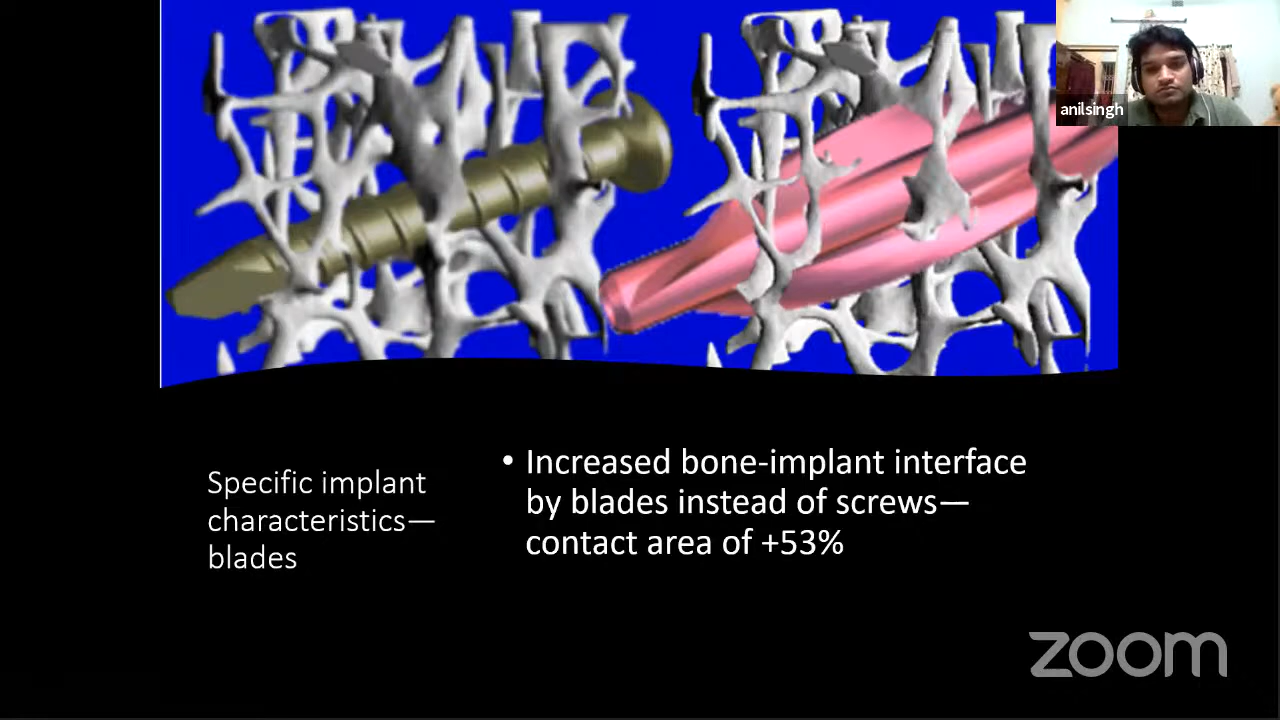 anilsingh
Specific implant
characteristics—
blades
• Increased bone-implant interface
by blades instead of screws—
contact area of +53%
zoom